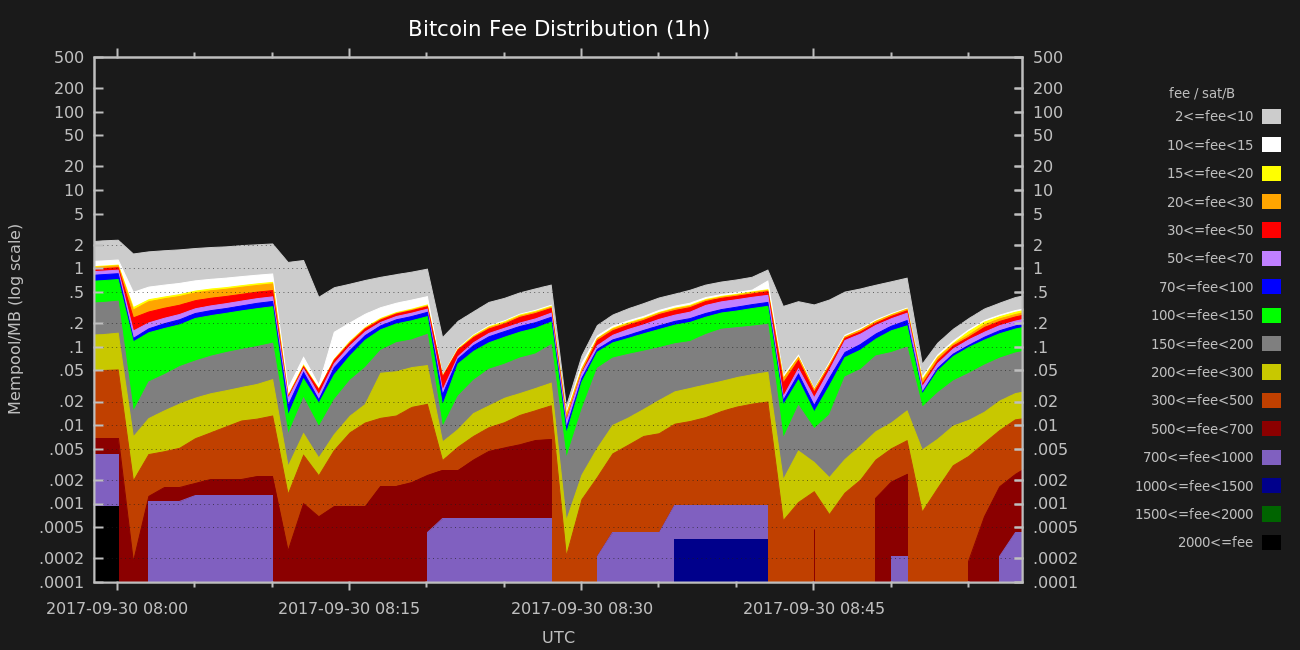 Bitcoin Fee Distribution (1h)
Mempool/MB (log scale)
500
200
100
50
20
10
5
2
1
.5
.2
.1
.05
.02
.01
.005
.002
.001
.0005
.0002
.0001
500
200
100
50
20
10
5
2
1
.5
.2
.1
.05
.02
.01
.005
.002
.001
.0005
.0002
.0001
2017-09-30 08:00 2017-09-30 08:15 2017-09-30 08:30 2017-09-30 08:45
UTC
fee / sat/B
2<=fee<10
10<=fee<15
15<=fee<20
20<=fee<30
30<=fee<50
50<=fee<70
70<=fee<100
100<=fee<150
150<=fee<200
200<=fee<300
300<=fee<500
500<=fee<700
700<=fee<1000
1000<=fee<1500
1500<=fee<2000
2000<=fee